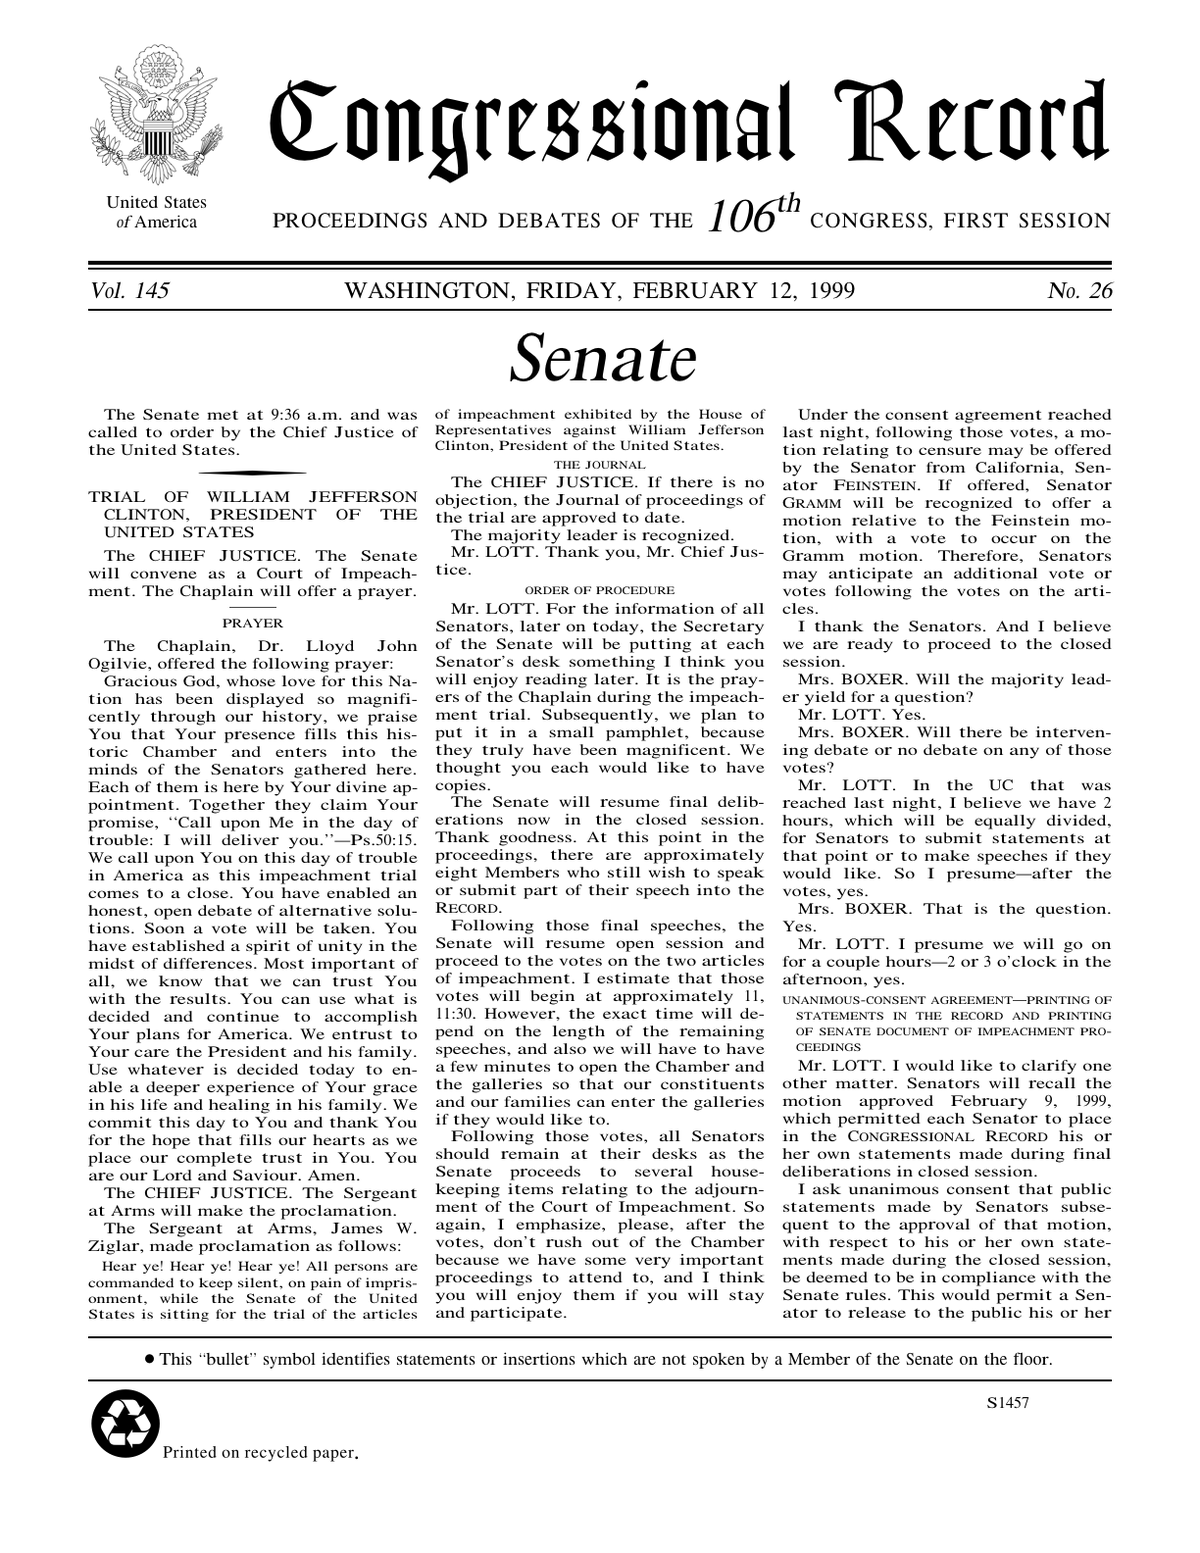 Congressional Record
United States
of America
PROCEEDINGS AND DEBATES OF THE 106th CONGRESS, FIRST SESSION
Vol. 145 WASHINGTON, FRIDAY, FEBRUARY 12, 1999 No. 26
Senate
The Senate met at 9:36 a.m. and was
called to order by the Chief Justice of
the United States.
TRIAL OF WILLIAM JEFFERSON
CLINTON, PRESIDENT OF THE
UNITED STATES
The CHIEF JUSTICE. The Senate
will convene as a Court of Impeach-
ment. The Chaplain will offer a prayer.
PRAYER
The Chaplain, Dr. Lloyd John
Ogilvie, offered the following prayer:
Gracious God, whose love for this Na-
tion has been displayed so magnifi-
cently through our history, we praise
You that Your presence fills this his-
toric Chamber and enters into the
minds of the Senators gathered here.
Each of them is here by Your divine ap-
pointment. Together they claim Your
promise, ‘‘Call upon Me in the day of
trouble: I will deliver you.’’—Ps.50:15.
We call upon You on this day of trouble
in America as this impeachment trial
comes to a close. You have enabled an
honest, open debate of alternative solu-
tions. Soon a vote will be taken. You
have established a spirit of unity in the
midst of differences. Most important of
all, we know that we can trust You
with the results. You can use what is
decided and continue to accomplish
Your plans for America. We entrust to
Your care the President and his family.
Use whatever is decided today to en-
able a deeper experience of Your grace
in his life and healing in his family. We
commit this day to You and thank You
for the hope that fills our hearts as we
place our complete trust in You. You
are our Lord and Saviour. Amen.
The CHIEF JUSTICE. The Sergeant
at Arms will make the proclamation.
The Sergeant at Arms, James W.
Ziglar, made proclamation as follows:
Hear ye! Hear ye! Hear ye! All persons are
commanded to keep silent, on pain of impris-
onment, while the Senate of the United
States is sitting for the trial of the articles
of impeachment exhibited by the House of
Representatives against William Jefferson
Clinton, President of the United States.
THE JOURNAL
The CHIEF JUSTICE. If there is no
objection, the Journal of proceedings of
the trial are approved to date.
The majority leader is recognized.
Mr. LOTT. Thank you, Mr. Chief Jus-
tice.
ORDER OF PROCEDURE
Mr. LOTT. For the information of all
Senators, later on today, the Secretary
of the Senate will be putting at each
Senator’s desk something I think you
will enjoy reading later. It is the pray-
ers of the Chaplain during the impeach-
ment trial. Subsequently, we plan to
put it in a small pamphlet, because
they truly have been magnificent. We
thought you each would like to have
copies.
The Senate will resume final delib-
erations now in the closed session.
Thank goodness. At this point in the
proceedings, there are approximately
eight Members who still wish to speak
or submit part of their speech into the
RECORD.
Following those final speeches, the
Senate will resume open session and
proceed to the votes on the two articles
of impeachment. I estimate that those
votes will begin at approximately 11,
11:30. However, the exact time will de-
pend on the length of the remaining
speeches, and also we will have to have
a few minutes to open the Chamber and
the galleries so that our constituents
and our families can enter the galleries
if they would like to.
Following those votes, all Senators
should remain at their desks as the
Senate proceeds to several house-
keeping items relating to the adjourn-
ment of the Court of Impeachment. So
again, I emphasize, please, after the
votes, don’t rush out of the Chamber
because we have some very important
proceedings to attend to, and I think
you will enjoy them if you will stay
and participate.
Under the consent agreement reached
last night, following those votes, a mo-
tion relating to censure may be offered
by the Senator from California, Sen-
ator FEINSTEIN. If offered, Senator
GRAMM will be recognized to offer a
motion relative to the Feinstein mo-
tion, with a vote to occur on the
Gramm motion. Therefore, Senators
may anticipate an additional vote or
votes following the votes on the arti-
cles.
I thank the Senators. And I believe
we are ready to proceed to the closed
session.
Mrs. BOXER. Will the majority lead-
er yield for a question?
Mr. LOTT. Yes.
Mrs. BOXER. Will there be interven-
ing debate or no debate on any of those
votes?
Mr. LOTT. In the UC that was
reached last night, I believe we have 2
hours, which will be equally divided,
for Senators to submit statements at
that point or to make speeches if they
would like. So I presume—after the
votes, yes.
Mrs. BOXER. That is the question.
Yes.
Mr. LOTT. I presume we will go on
for a couple hours—2 or 3 o’clock in the
afternoon, yes.
UNANIMOUS-CONSENT AGREEMENT—PRINTING OF
STATEMENTS IN THE RECORD AND PRINTING
OF SENATE DOCUMENT OF IMPEACHMENT PRO-
CEEDINGS
Mr. LOTT. I would like to clarify one
other matter. Senators will recall the
motion approved February 9, 1999,
which permitted each Senator to place
in the CONGRESSIONAL RECORD his or
her own statements made during final
deliberations in closed session.
I ask unanimous consent that public
statements made by Senators subse-
quent to the approval of that motion,
with respect to his or her own state-
ments made during the closed session,
be deemed to be in compliance with the
Senate rules. This would permit a Sen-
ator to release to the public his or her
● This ‘‘bullet’’ symbol identifies statements or insertions which are not spoken by a Member of the Senate on the floor.
S1457
Printed on recycled paper.